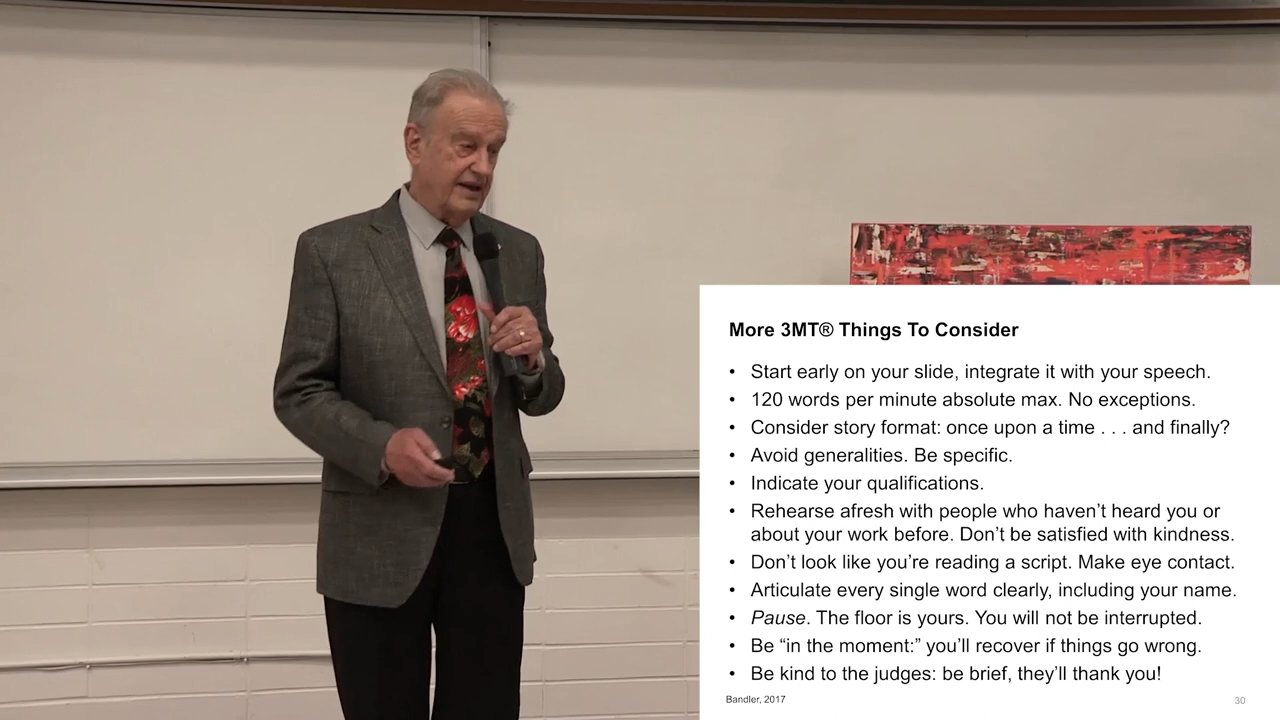 More 3MT® Things To Consider
• Start early on your slide, integrate it with your speech.
• 120 words per minute absolute max. No exceptions.
• Consider story format: once upon a time . . . and finally?
• Avoid generalities. Be specific.
• Indicate your qualifications.
• Rehearse afresh with people who haven’t heard you or
about your work before. Don’t be satisfied with kindness.
• Don’t look like you’re reading a script. Make eye contact.
• Articulate every single word clearly, including your name.
• Pause. The floor is yours. You will not be interrupted.
• Be “in the moment:” you’ll recover if things go wrong.
• Be kind to the judges: be brief, they’ll thank you!
Bandler, 2017
30